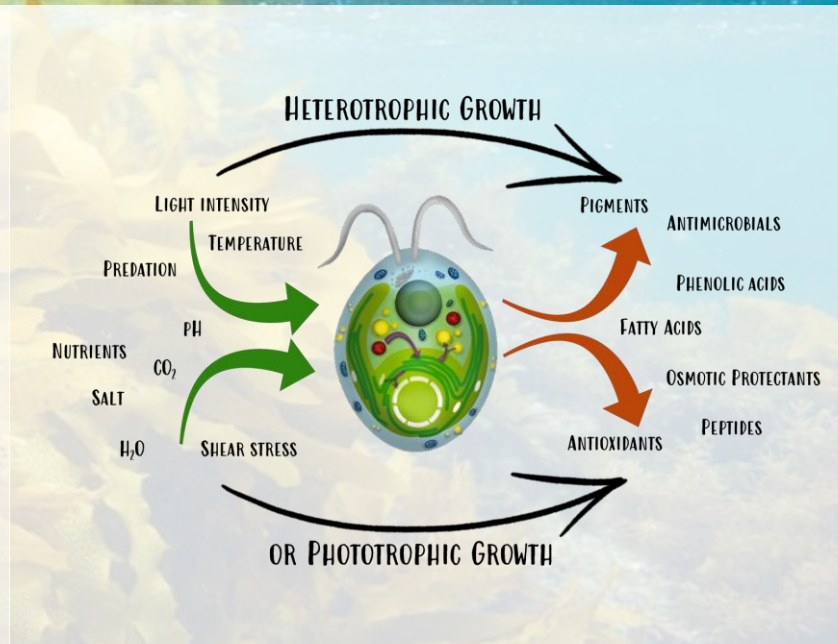 Heterotrophic Growth
Light intensity
Temperature
Predation
pH
Nutrients
CO₂
Salt
H₂O
Shear stress
Pigments
Antimicrobials
Phenolic acids
Fatty Acids
Osmotic Protectants
Peptides
Antioxidants
or Phototrophic Growth